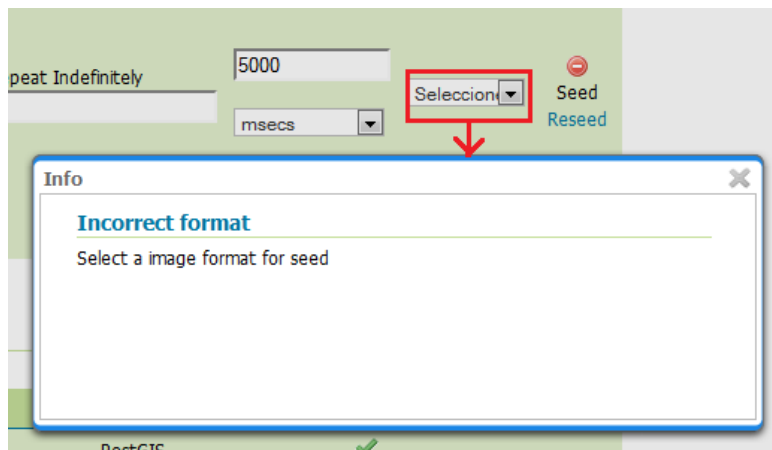 5000
peat Indefinitely
Seleccion
Seed
msecs
Reseed
Info
Incorrect format
Select a image format for seed
PostGIS